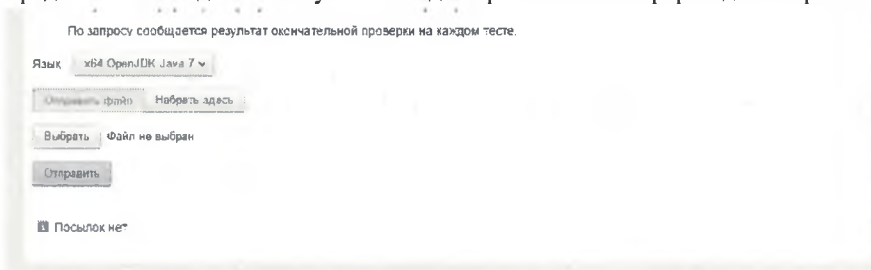 По запросу сообщается результат окончательной проверки на каждом тесте.
Язык x64 OpenJDK Java 7
Отправить файл Набрать здесь
Выбрать Файл не выбран
Отправить
Посылок нет